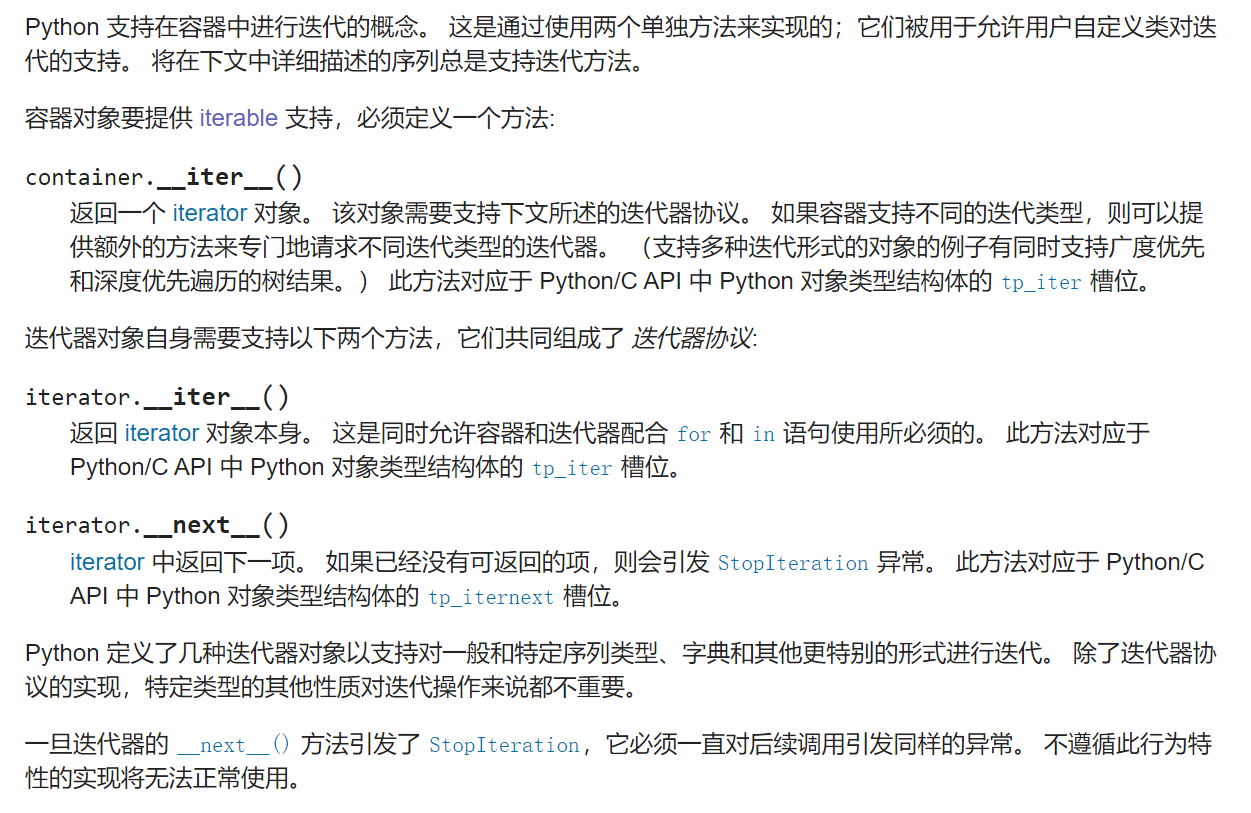 Python 支持在容器中进行迭代的概念。 这是通过使用两个单独方法来实现的；它们被用于允许用户自定义类对迭
代的支持。 将在下文中详细描述的序列总是支持迭代方法。
容器对象要提供 iterable 支持，必须定义一个方法:
container.__iter__()
返回一个 iterator 对象。 该对象需要支持下文所述的迭代器协议。 如果容器支持不同的迭代类型，则可以提
供额外的方法来专门地请求不同迭代类型的迭代器。 （支持多种迭代形式的对象的例子有同时支持广度优先
和深度优先遍历的树结果。） 此方法对应于 Python/C API 中 Python 对象类型结构体的 tp_iter 槽位。
迭代器对象自身需要支持以下两个方法，它们共同组成了 迭代器协议:
iterator.__iter__()
返回 iterator 对象本身。 这是同时允许容器和迭代器配合 for 和 in 语句使用所必须的。 此方法对应于
Python/C API 中 Python 对象类型结构体的 tp_iter 槽位。
iterator.__next__()
iterator 中返回下一项。 如果已经没有可返回的项，则会引发 StopIteration 异常。 此方法对应于 Python/C
API 中 Python 对象类型结构体的 tp_iternext 槽位。
Python 定义了几种迭代器对象以支持对一般和特定序列类型、字典和其他更特别的形式进行迭代。 除了迭代器协
议的实现，特定类型的其他性质对迭代操作来说都不重要。
一旦迭代器的 __next__() 方法引发了 StopIteration，它必须一直对后续调用引发同样的异常。 不遵循此行为特
性的实现将无法正常使用。